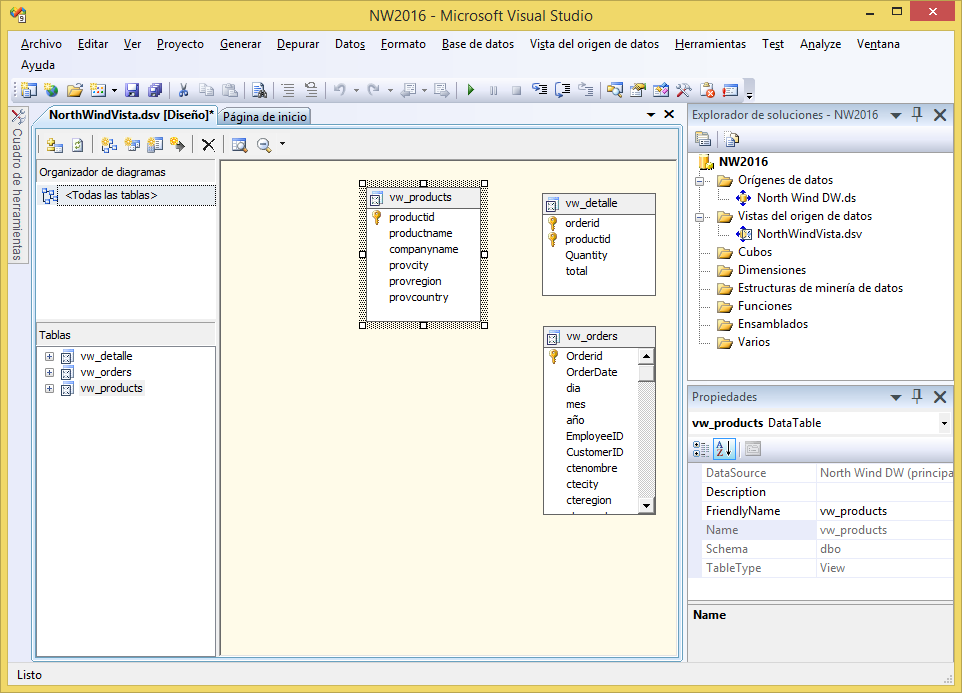 NW2016 - Microsoft Visual Studio
Archivo Editar Ver Proyecto Generar Depurar Datos Formato Base de datos Vista del origen de datos Herramientas Test Analyze Ventana
Ayuda
Cuadro de herramientas
NorthWindVista.dsv [Diseño]* Página de inicio
Organizador de diagramas
<Todas las tablas>
Tablas
vw_detalle
vw_orders
vw_products
vw_products
productid
productname
companyname
provcity
provregion
provcountry
vw_detalle
orderid
productid
Quantity
total
vw_orders
Orderid
OrderDate
dia
mes
año
EmployeeID
CustomerID
ctenombre
ctecity
cteregion
Explorador de soluciones - NW2016
NW2016
Orígenes de datos
North Wind DW.ds
Vistas del origen de datos
NorthWindVista.dsv
Cubos
Dimensiones
Estructuras de minería de datos
Funciones
Ensamblados
Varios
Propiedades
vw_products DataTable
DataSource North Wind DW (principa
Description
FriendlyName vw_products
Name vw_products
Schema dbo
TableType View
Name
Listo